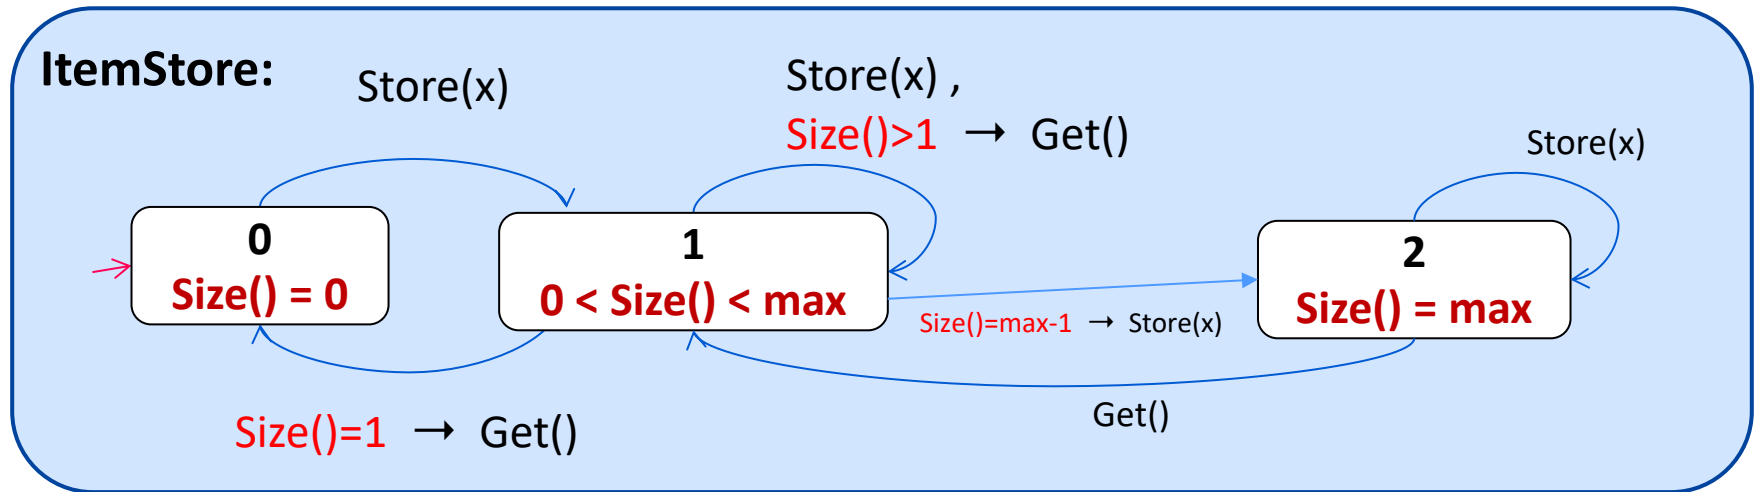 ItemStore:
Store(x)
Store(x) ,
Size()>1 → Get()
Store(x)
0
Size() = 0
1
0 < Size() < max
2
Size() = max
Size()=max-1 → Store(x)
Size()=1 → Get()
Get()